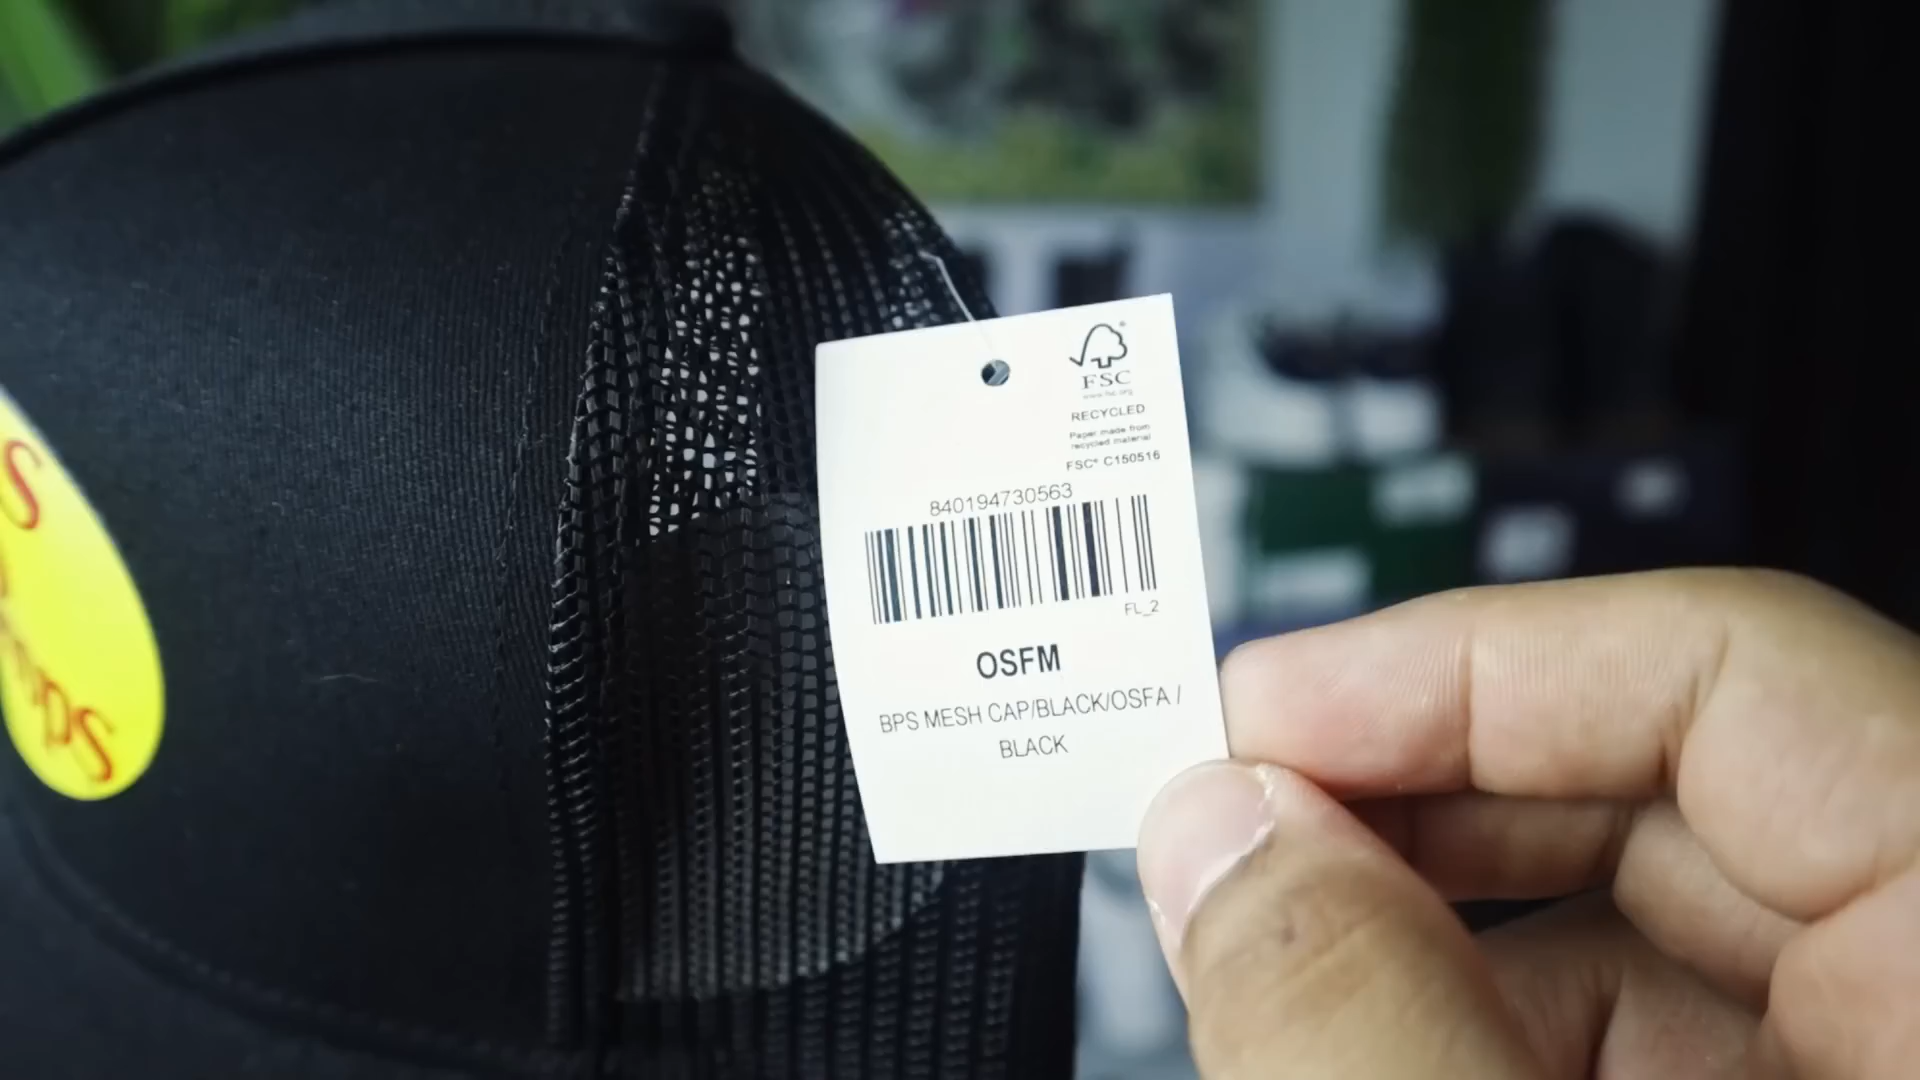 FSC
www.fsc.org
RECYCLED
Paper made from
recycled material
FSC® C150516
840194730563
FL_2
OSFM
BPS MESH CAP/BLACK/OSFA /
BLACK